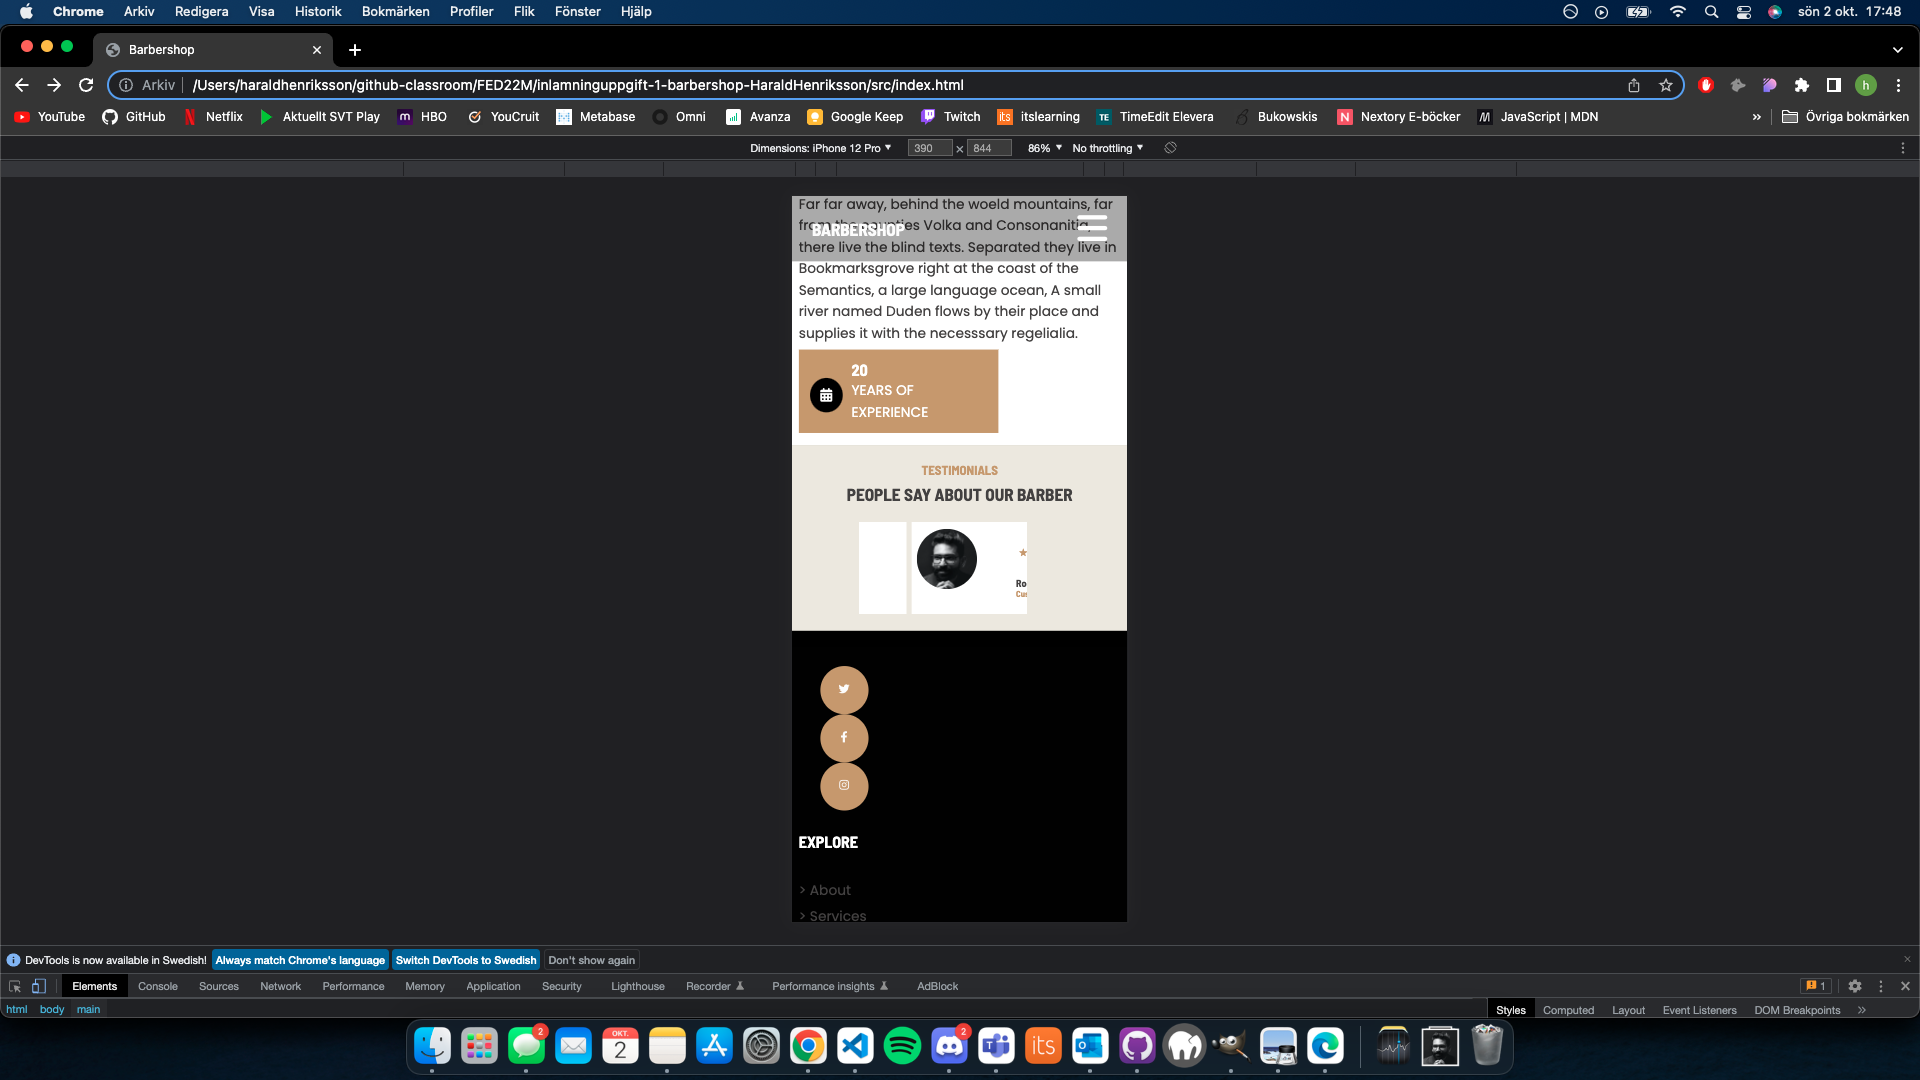 Chrome Arkiv Redigera Visa Historik Bokmärken Profiler Flik Fönster Hjälp sön 2 okt. 17:48
Barbershop
Arkiv /Users/haraldhenriksson/github-classroom/FED22M/inlamninguppgift-1-barbershop-HaraldHenriksson/src/index.html h
YouTube GitHub Netflix Aktuellt SVT Play m HBO YouCruit Metabase Omni Avanza Google Keep Twitch its itslearning TE TimeEdit Elevera Bukowskis N Nextory E-böcker M JavaScript | MDN » Övriga bokmärken
Dimensions: iPhone 12 Pro 390 × 844 86% No throttling
Far far away, behind the woeld mountains, far
from the counties Volka and Consonanitia,
BARBERSHOP
there live the blind texts. Separated they live in
Bookmarksgrove right at the coast of the
Semantics, a large language ocean, A small
river named Duden flows by their place and
supplies it with the necesssary regelialia.
20
YEARS OF
EXPERIENCE
TESTIMONIALS
PEOPLE SAY ABOUT OUR BARBER
Ro
Cus
EXPLORE
> About
> Services
DevTools is now available in Swedish! Always match Chrome's language Switch DevTools to Swedish Don't show again
Elements Console Sources Network Performance Memory Application Security Lighthouse Recorder Performance insights AdBlock 1
html body main Styles Computed Layout Event Listeners DOM Breakpoints »
2 OKT. 2 2 its